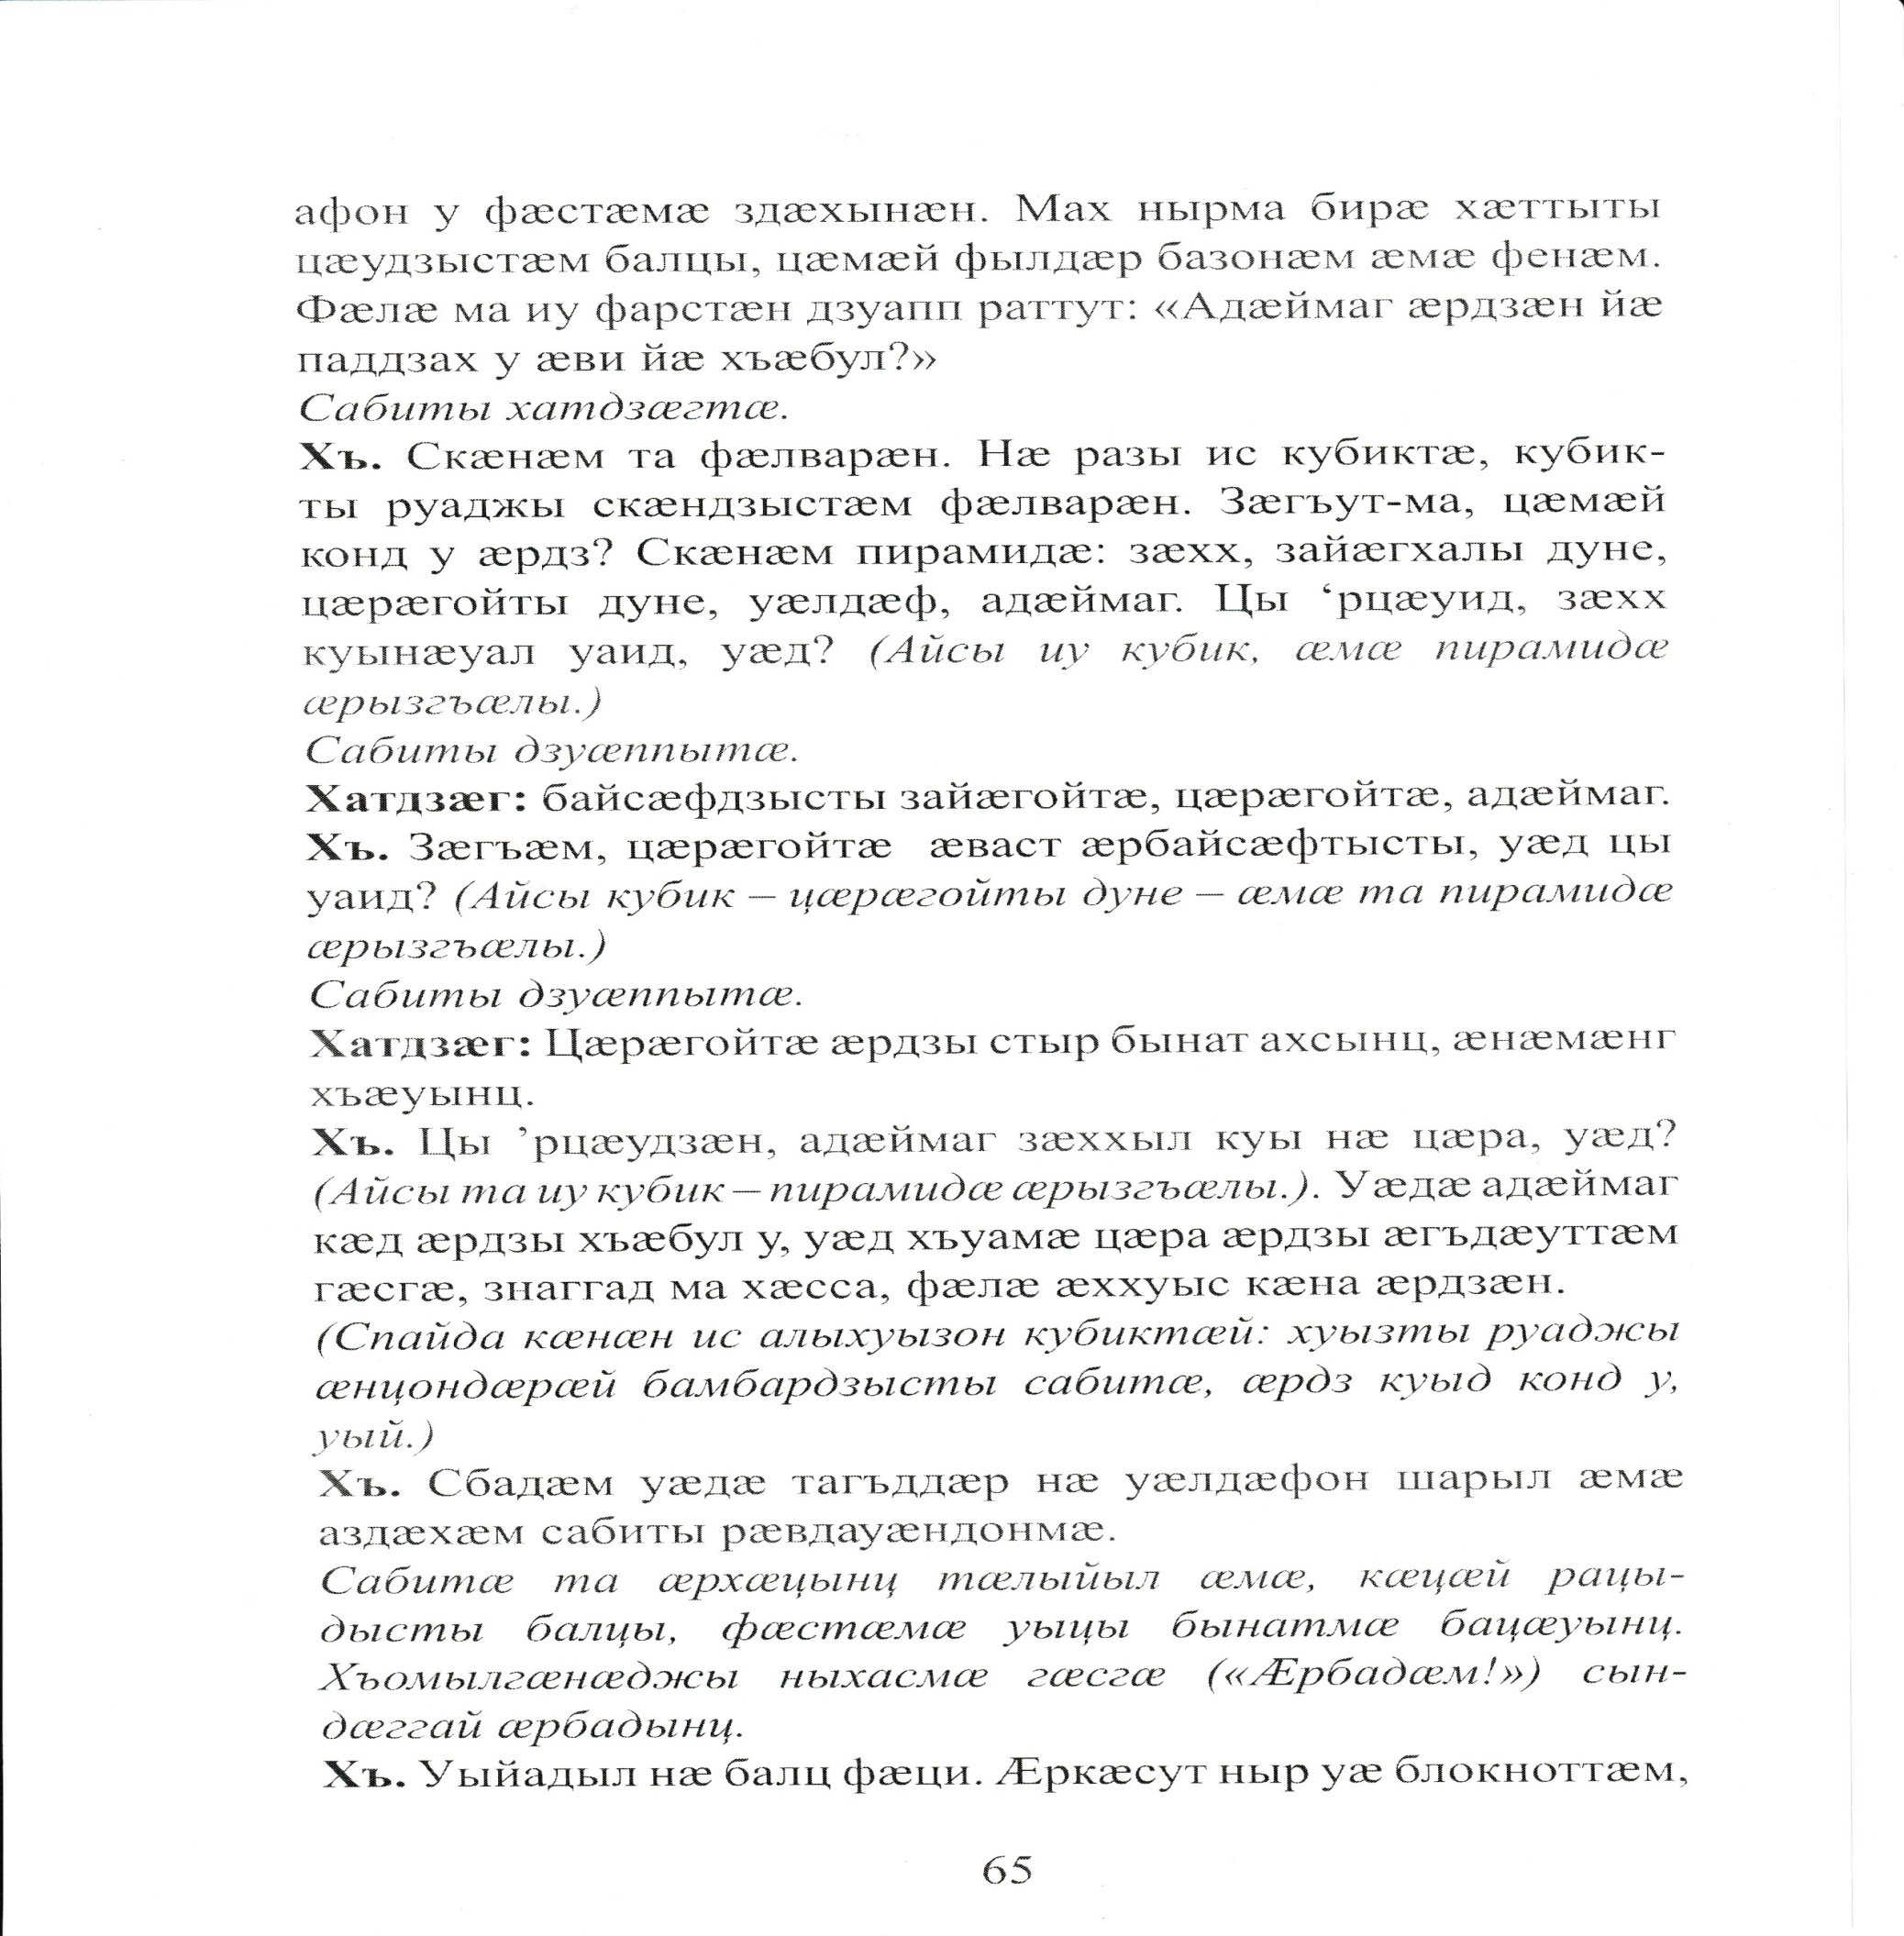 афон у фæстæмæ здæхынæн. Мах нырма бирæ хæттыты
цæудзыстæм балцы, цæмæй фылдæр базонæм æмæ фенæм.
Фæлæ ма иу фарстæн дзуапп раттут: «Адæймаг æрдзæн йæ
паддзах у æви йæ хъæбул?»
Сабиты хатдзæгтæ.
Хъ. Скæнæм та фæлварæн. Нæ разы ис кубиктæ, кубик-
ты руаджы скæндзыстæм фæлварæн. Зæгъут-ма, цæмæй
конд у æрдз? Скæнæм пирамидæ: зæхх, зайæгхалы дуне,
цæрæгойты дуне, уæлдæф, адæймаг. Цы ‘рцæуид, зæхх
куынæуал уаид, уæд? (Айсы иу кубик, æмæ пирамидæ
æрызгъæлы.)
Сабиты дзуæппытæ.
Хатдзæг: байсæфдзысты зайæгойтæ, цæрæгойтæ, адæймаг.
Хъ. Зæгъæм, цæрæгойтæ æваст æрбайсæфтысты, уæд цы
уаид? (Айсы кубик – цæрæгойты дуне – æмæ та пирамидæ
æрызгъæлы.)
Сабиты дзуæппытæ.
Хатдзæг: Цæрæгойтæ æрдзы стыр бынат ахсынц, æнæмæнг
хъæуынц.
Хъ. Цы ’рцæудзæн, адæймаг зæххыл куы нæ цæра, уæд?
(Айсы та иу кубик – пирамидæ æрызгъæлы.). Уæдæ адæймаг
кæд æрдзы хъæбул у, уæд хъуамæ цæра æрдзы æгъдæуттæм
гæсгæ, знаггад ма хæсса, фæлæ æххуыс кæна æрдзæн.
(Спайда кæнæн ис алыхуызон кубиктæй: хуызты руаджы
æнцондæрæй бамбардзысты сабитæ, æрдз куыд конд у,
уый.)
Хъ. Сбадæм уæдæ тагъддæр нæ уæлдæфон шарыл æмæ
аздæхæм сабиты рæвдауæндонмæ.
Сабитæ та æрхæцынц тæлыйыл æмæ, кæцæй рацы-
дысты балцы, фæстæмæ уыцы бынатмæ бацæуынц.
Хъомылгæнæджы ныхасмæ гæсгæ («Æрбадæм!») сын-
дæггай æрбадынц.
Хъ. Уыйадыл нæ балц фæци. Æркæсут ныр уæ блокноттæм,
65